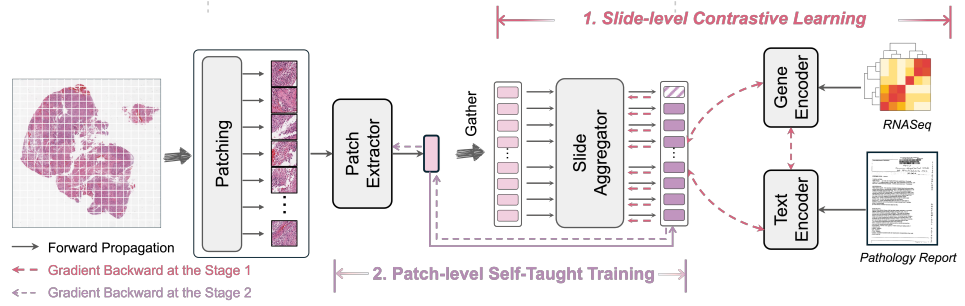 1. Slide-level Contrastive Learning
Patching
Patch
Extractor
Gather
Slide
Aggregator
Gene
Encoder
RNASeq
Text
Encoder
Pathology Report
Forward Propagation
Gradient Backward at the Stage 1
Gradient Backward at the Stage 2
2. Patch-level Self-Taught Training